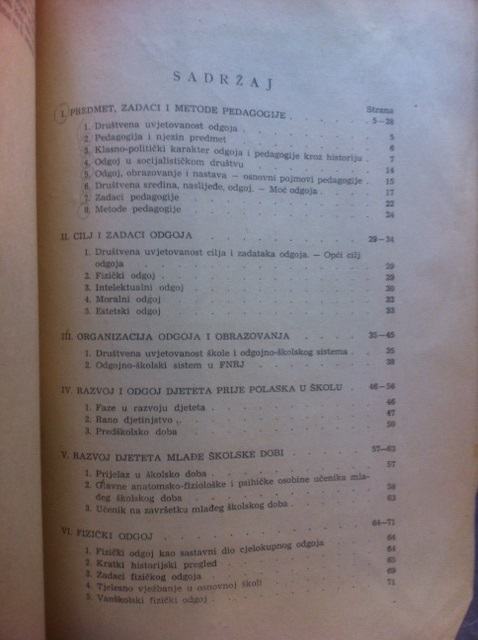 SADRŽAJ
Strana
I. PREDMET, ZADACI I METODE PEDAGOGIJE . 5—28
1. Društvena uvjetovanost odgoja . 5
2. Pedagogija i njezin predmet 6
3. Klasno-politički karakter odgoja i pedagogije kroz historiju . 7
4. Odgoj u socijalističkom društvu 14
5. Odgoj, obrazovanje i nastava — osnovni pojmovi pedagogije . 15
6. Društvena sredina, naslijeđe, odgoj. — Moć odgoja . 17
7. Zadaci pedagogije 22
8. Metode pedagogije 24
II. CILJ I ZADACI ODGOJA 29—34
1. Društvena uvjetovanost cilja i zadataka odgoja. — Opći cilj
odgoja 29
2. Fizički odgoj . 29
3. Intelektualni odgoj 30
4. Moralni odgoj 32
5. Estetski odgoj 33
III. ORGANIZACIJA ODGOJA I OBRAZOVANJA 35—45
1. Društvena uvjetovanost škole i odgojno-školskog sistema . 35
2. Odgojno-školski sistem u FNRJ 38
IV. RAZVOJ I ODGOJ DJETETA PRIJE POLASKA U ŠKOLU 46—56
1. Faze u razvoju djeteta 46
2. Rano djetinjstvo . 47
3. Predškolsko doba 50
V. RAZVOJ DJETETA MLAĐE ŠKOLSKE DOBI 57—63
1. Prijelaz u školsko doba . 57
2. Glavne anatomsko-fiziološke i psihičke osobine učenika mla-
đeg školskog doba 58
3. Učenik na završetku mlađeg školskog doba . 63
VI. FIZIČKI ODGOJ 64—71
1. Fizički odgoj kao sastavni dio cjelokupnog odgoja 64
2. Kratki historijski pregled 64
3. Zadaci fizičkog odgoja 65
4. Tjelesno vježbanje u osnovnoj školi 69
5. Vanškolski fizički odgoj . 71